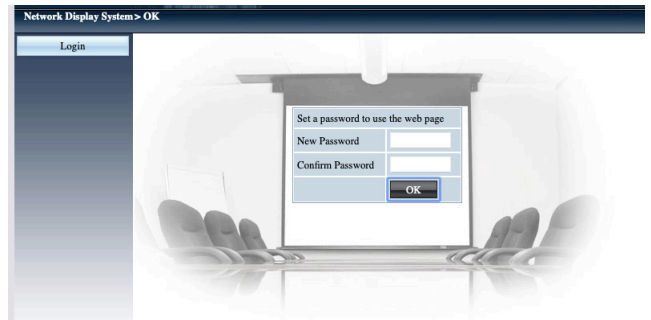 Network Display System> OK
Login
Set a password to use the web page
New Password
Confirm Password
OK